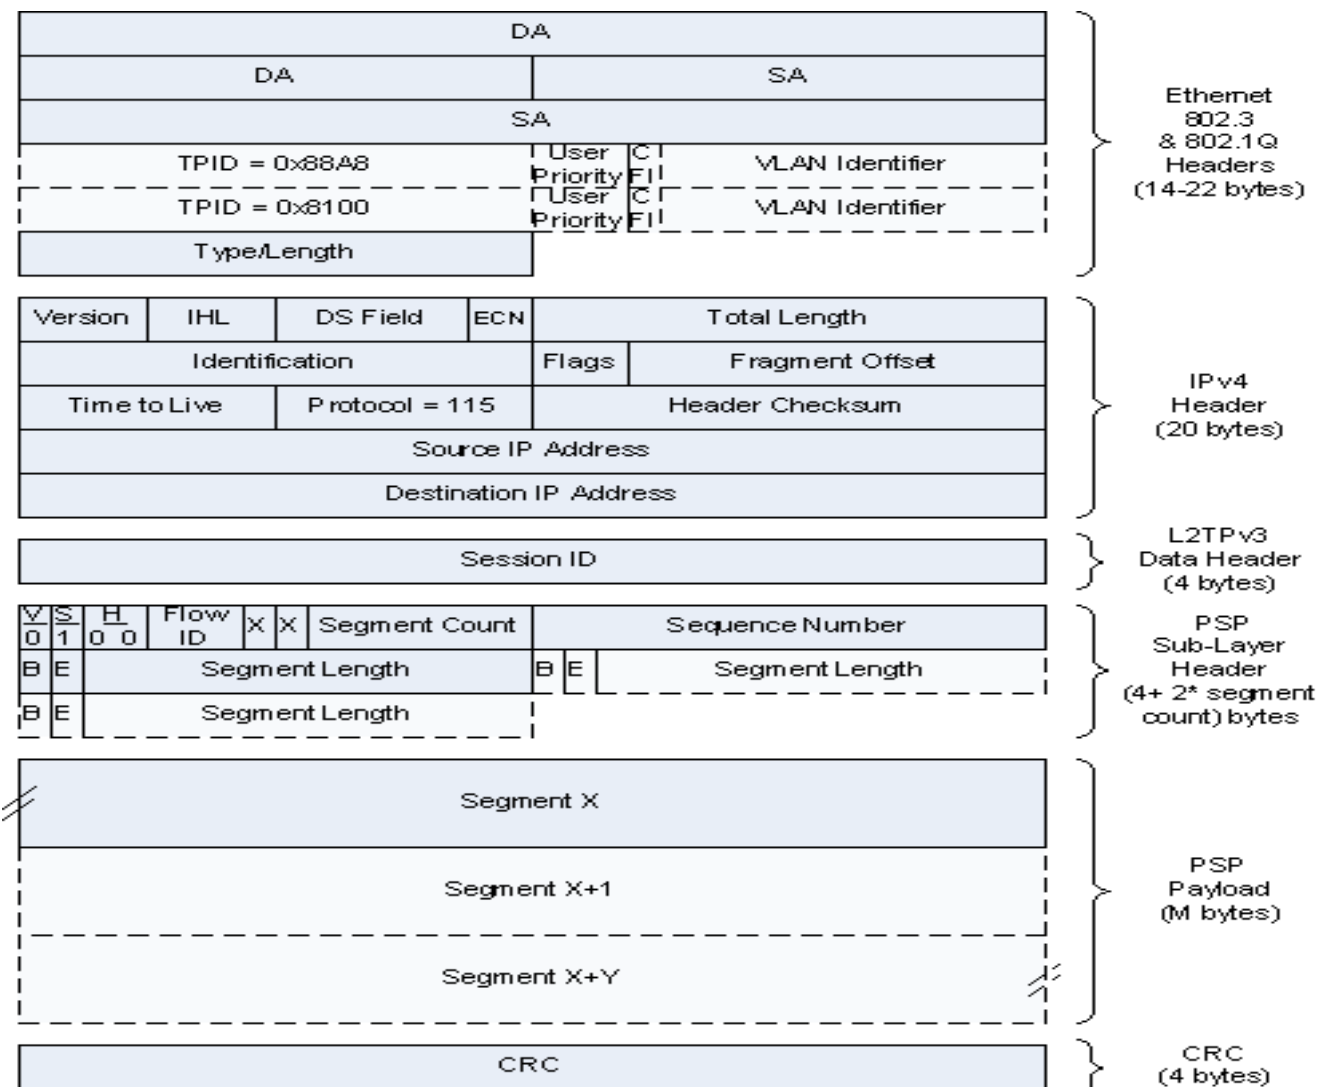 DA
DA SA
SA
TPID = 0x88A8 User Priority CFI VLAN Identifier
TPID = 0x8100 User Priority CFI VLAN Identifier
Type/Length
Ethernet
802.3
& 802.1Q
Headers
(14-22 bytes)
Version IHL DS Field ECN Total Length
Identification Flags Fragment Offset
Time to Live Protocol = 115 Header Checksum
Source IP Address
Destination IP Address
IPv4
Header
(20 bytes)
Session ID
L2TPv3
Data Header
(4 bytes)
V S H Flow ID X X Segment Count Sequence Number
0 1 0 0
B E Segment Length B E Segment Length
B E Segment Length
PSP
Sub-Layer
Header
(4+ 2* segment
count) bytes
Segment X
Segment X+1
Segment X+Y
PSP
Payload
(M bytes)
CRC
CRC
(4 bytes)